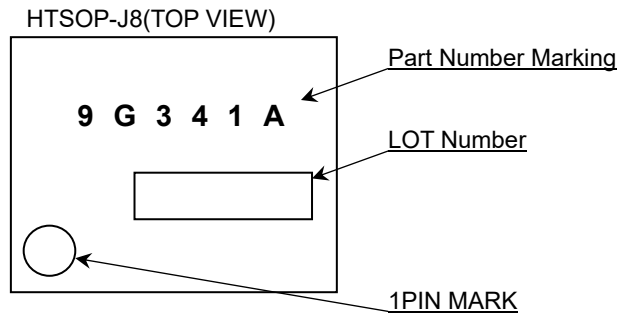 HTSOP-J8(TOP VIEW)
Part Number Marking
9 G 3 4 1 A
LOT Number
1PIN MARK